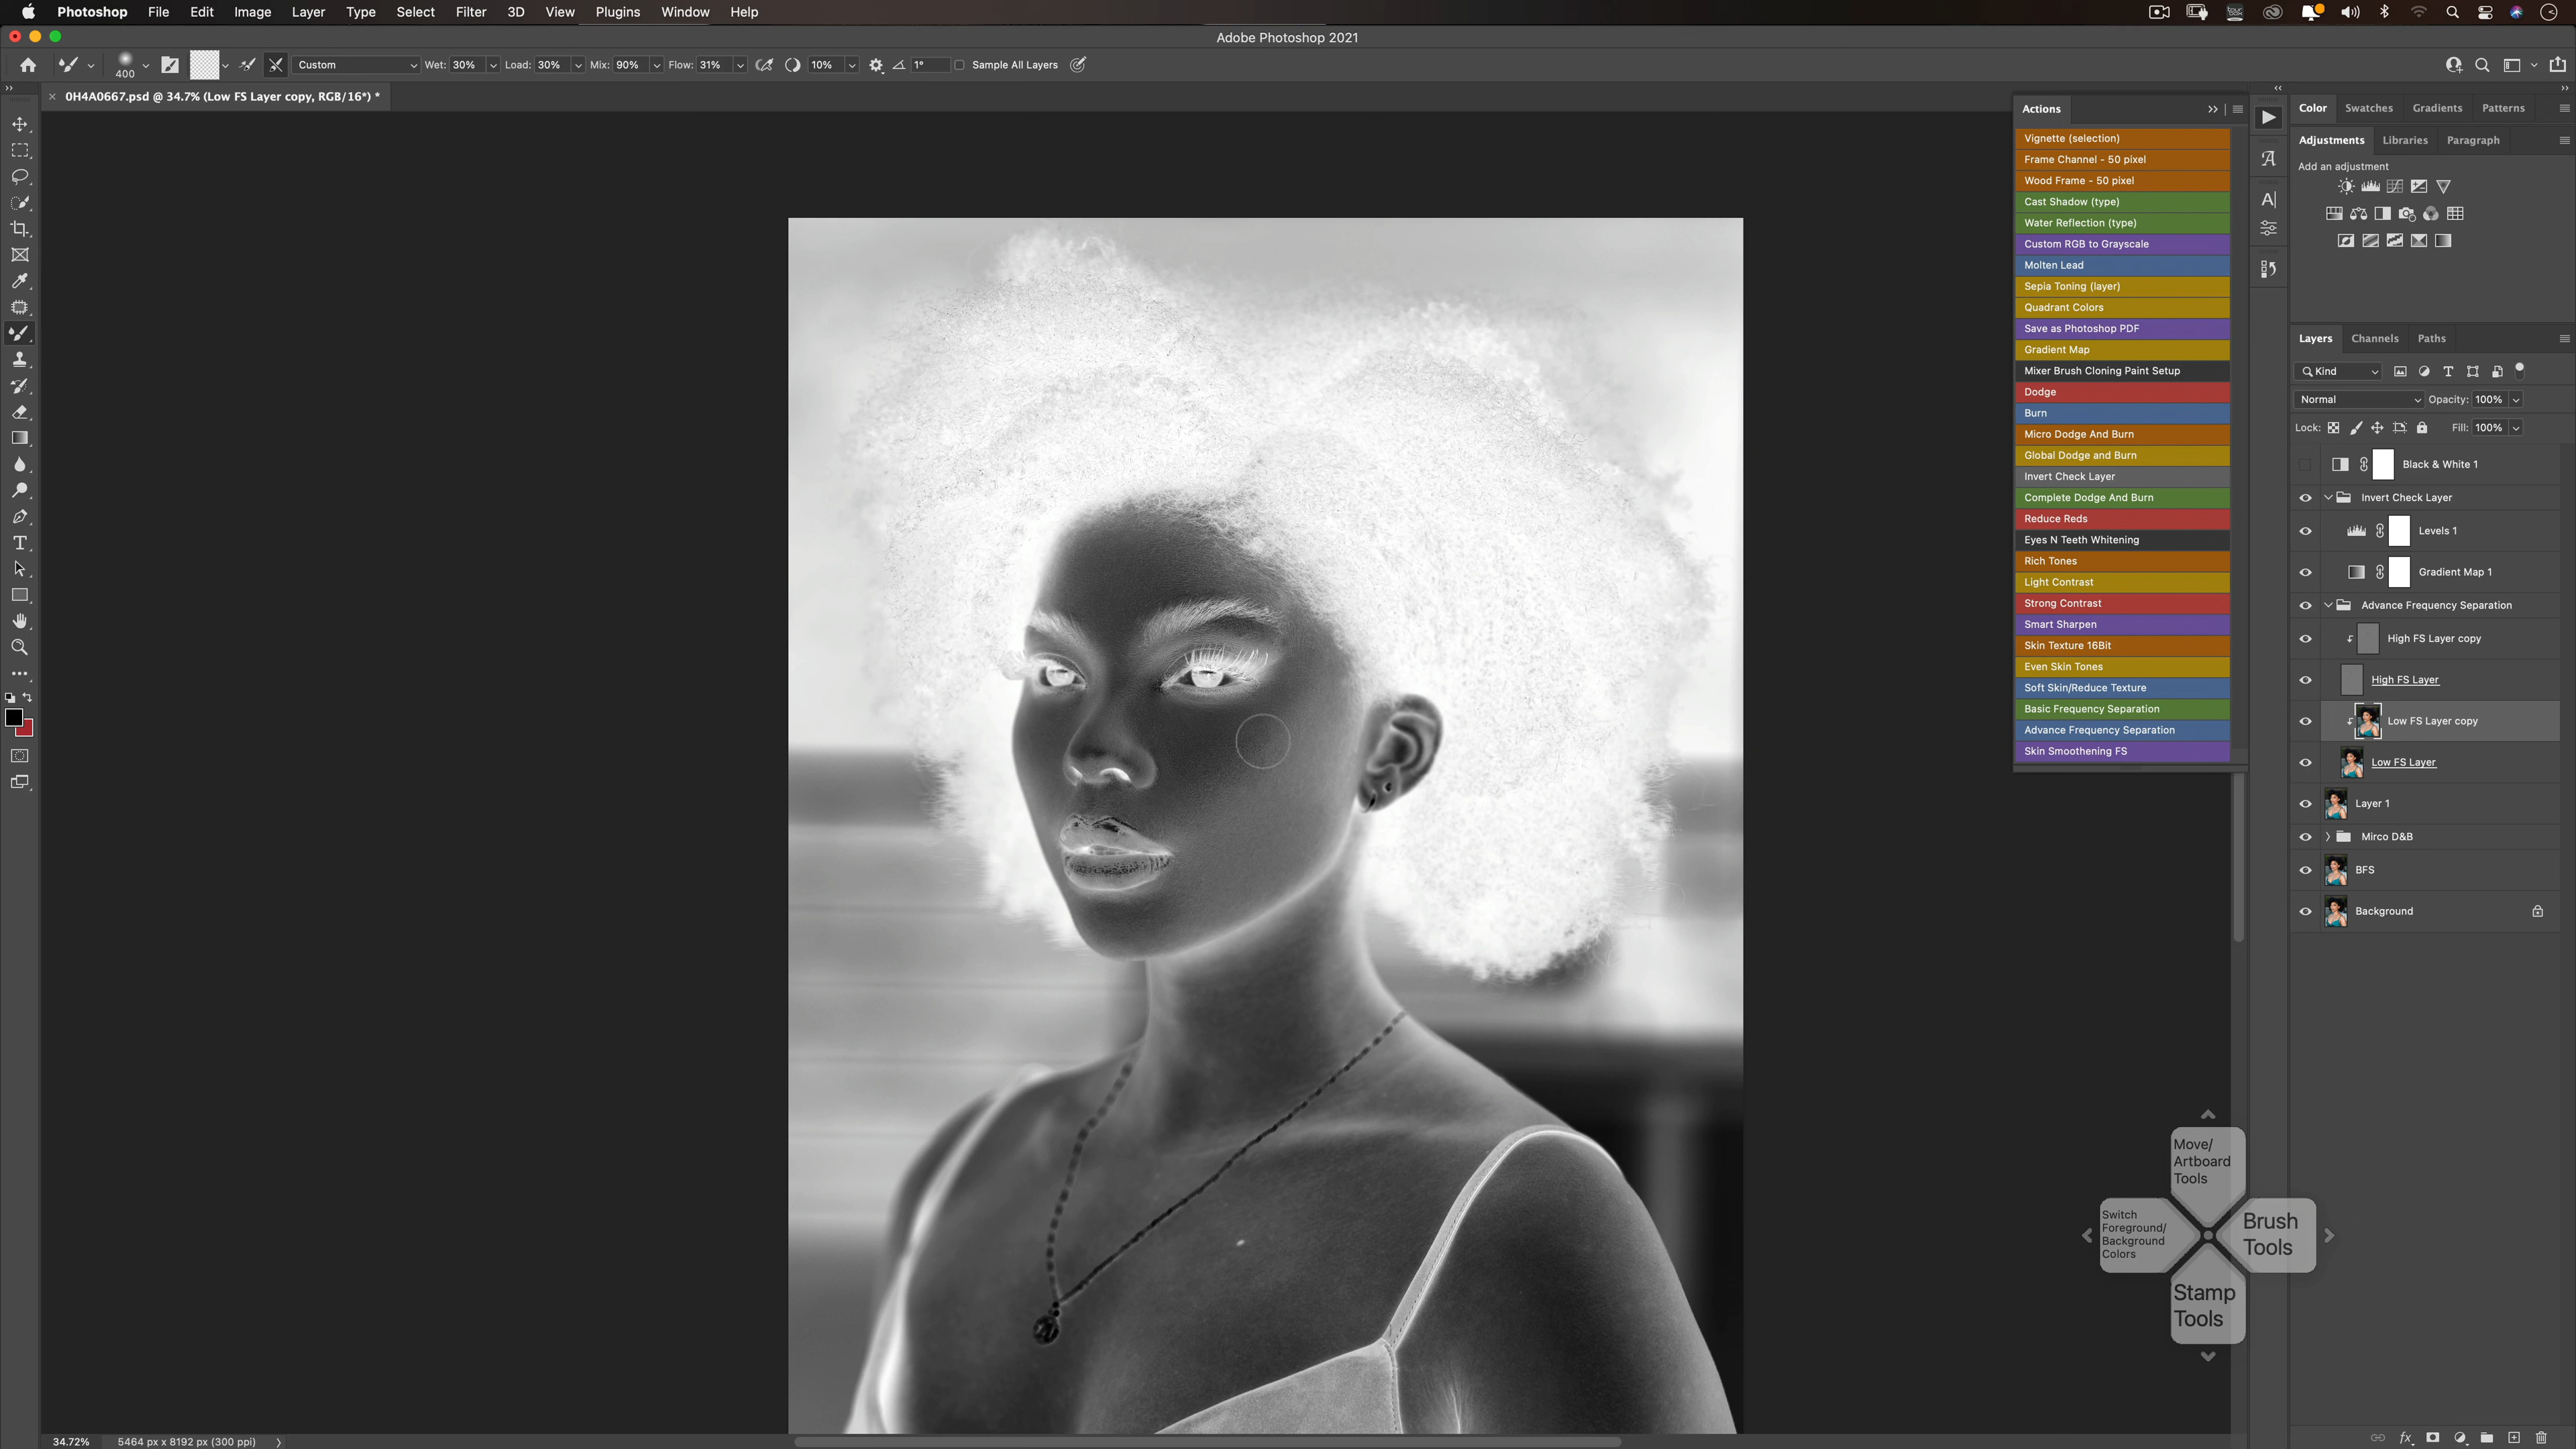 Photoshop File Edit Image Layer Type Select Filter 3D View Plugins Window Help
Adobe Photoshop 2021
400 Custom Wet: 30% Load: 30% Mix: 90% Flow: 31% 10% 1° Sample All Layers
0H4A0667.psd @ 34.7% (Low FS Layer copy, RGB/16*) *
Actions
Vignette (selection)
Frame Channel - 50 pixel
Wood Frame - 50 pixel
Cast Shadow (type)
Water Reflection (type)
Custom RGB to Grayscale
Molten Lead
Sepia Toning (layer)
Quadrant Colors
Save as Photoshop PDF
Gradient Map
Mixer Brush Cloning Paint Setup
Dodge
Burn
Micro Dodge And Burn
Global Dodge and Burn
Invert Check Layer
Complete Dodge And Burn
Reduce Reds
Eyes N Teeth Whitening
Rich Tones
Light Contrast
Strong Contrast
Smart Sharpen
Skin Texture 16Bit
Even Skin Tones
Soft Skin/Reduce Texture
Basic Frequency Separation
Advance Frequency Separation
Skin Smoothening FS
Color Swatches Gradients Patterns
Adjustments Libraries Paragraph
Add an adjustment
Layers Channels Paths
Kind
Normal Opacity: 100%
Lock: Fill: 100%
Black & White 1
Invert Check Layer
Levels 1
Gradient Map 1
Advance Frequency Separation
High FS Layer copy
High FS Layer
Low FS Layer copy
Low FS Layer
Layer 1
Mirco D&B
BFS
Background
Move/
Artboard
Tools
Switch
Foreground/
Background
Colors
Brush
Tools
Stamp
Tools
34.72% 5464 px x 8192 px (300 ppi)